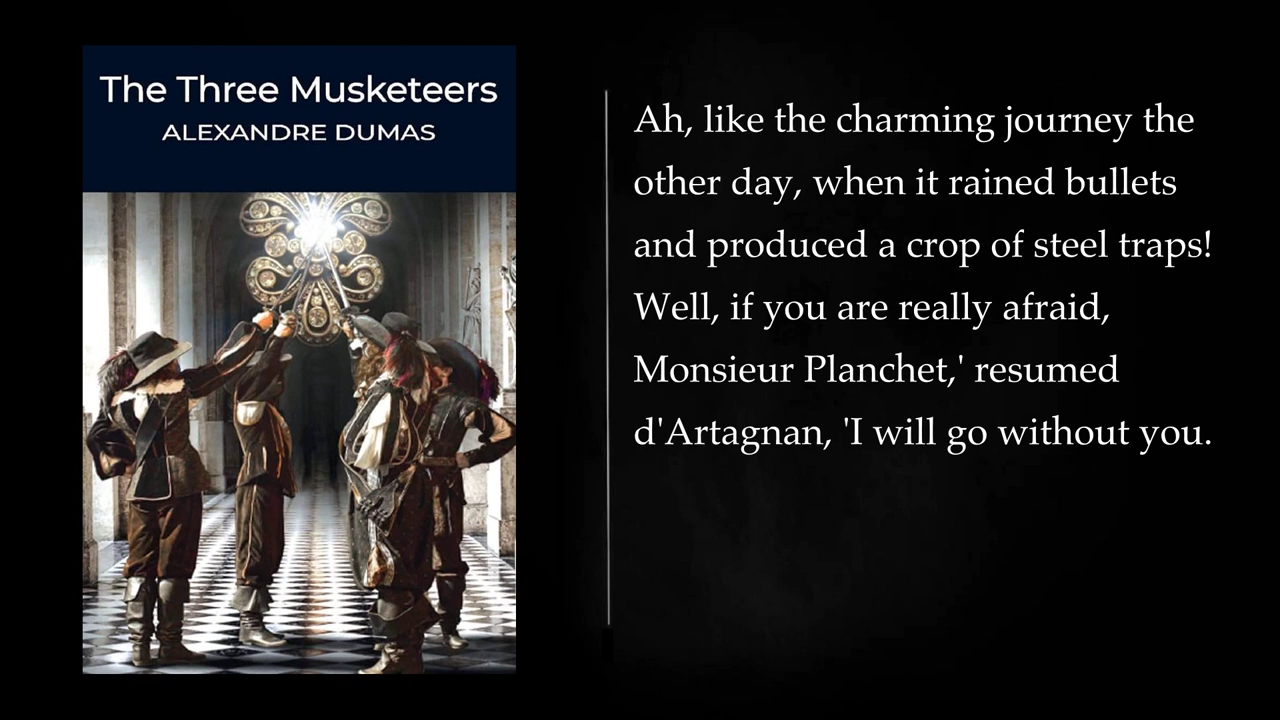 The Three Musketeers
ALEXANDRE DUMAS
Ah, like the charming journey the
other day, when it rained bullets
and produced a crop of steel traps!
Well, if you are really afraid,
Monsieur Planchet,' resumed
d'Artagnan, 'I will go without you.